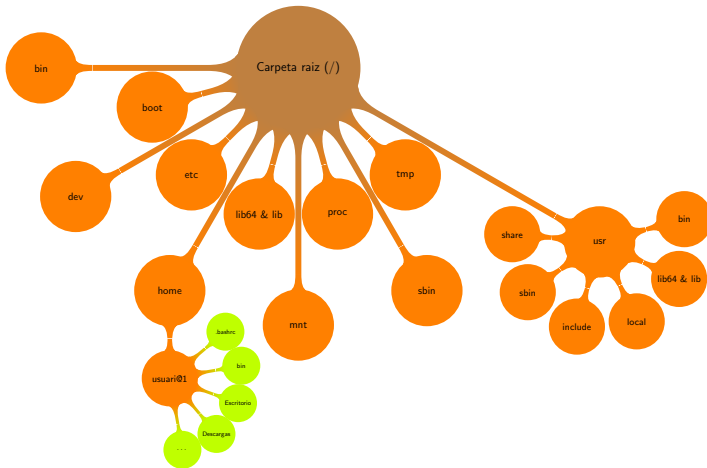 Carpeta raiz (/)
bin
boot
dev
etc
lib64 & lib
proc
tmp
home
mnt
sbin
usr
share
bin
sbin
lib64 & lib
include
local
usuari@1
.bashrc
bin
Escritorio
Descargas
...